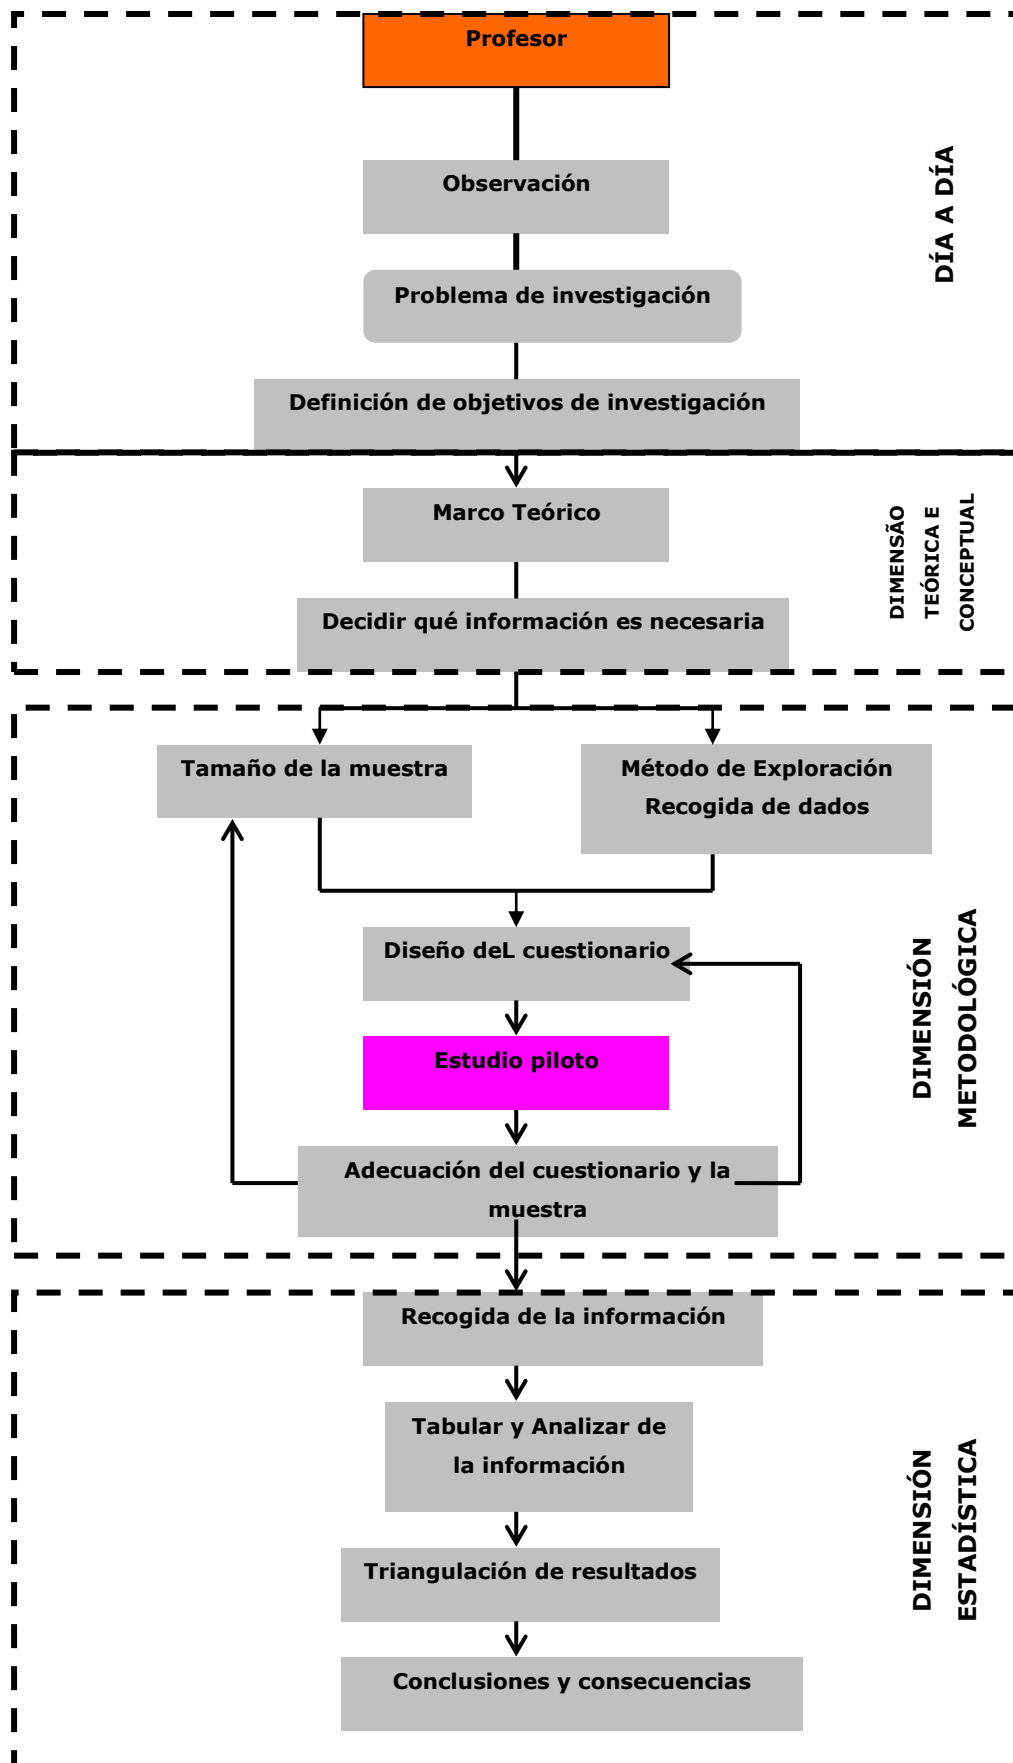 Profesor
Observación
Problema de investigación
Definición de objetivos de investigación
DÍA A DÍA
Marco Teórico
Decidir qué información es necesaria
DIMENSÃO
TEÓRICA E
CONCEPTUAL
Tamaño de la muestra
Método de Exploración
Recogida de dados
Diseño deL cuestionario
Estudio piloto
Adecuación del cuestionario y la
muestra
DIMENSIÓN
METODOLÓGICA
Recogida de la información
Tabular y Analizar de
la información
Triangulación de resultados
Conclusiones y consecuencias
DIMENSIÓN
ESTADÍSTICA